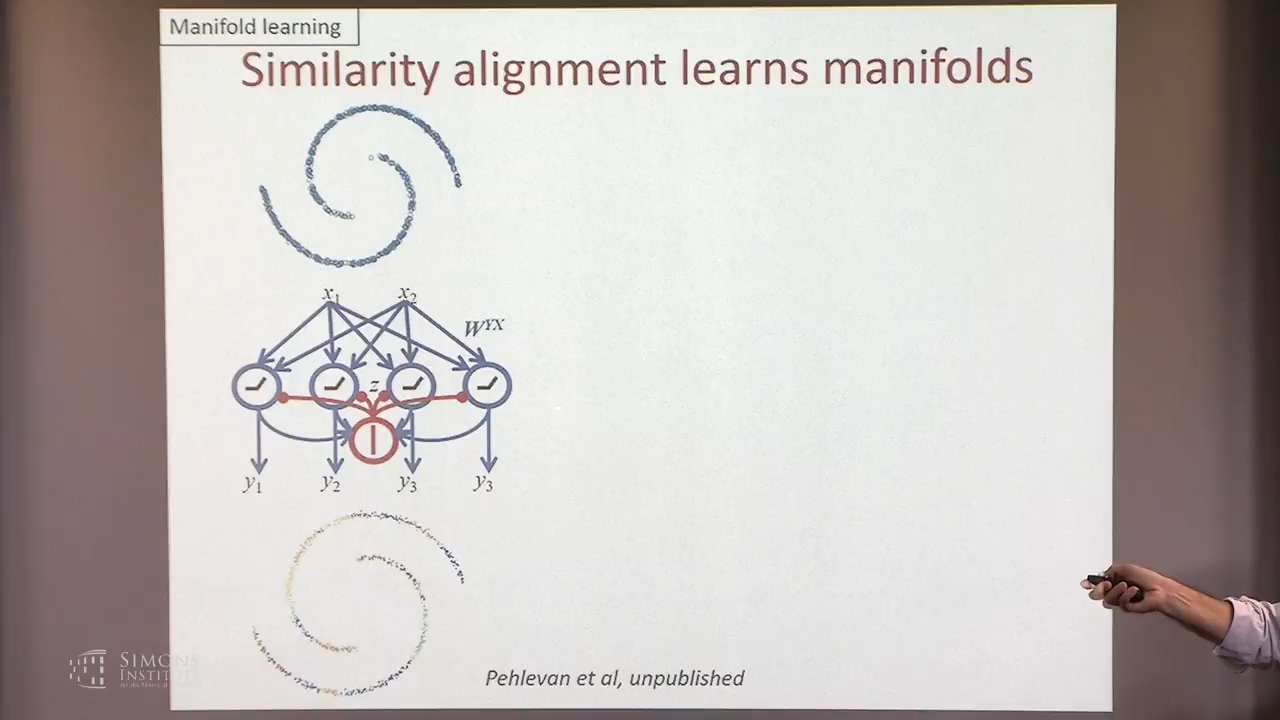 Manifold learning
Similarity alignment learns manifolds
x1 x2
W^YX
z
y1 y2 y3 y3
Pehlevan et al, unpublished
SIMONS
INSTITUTE